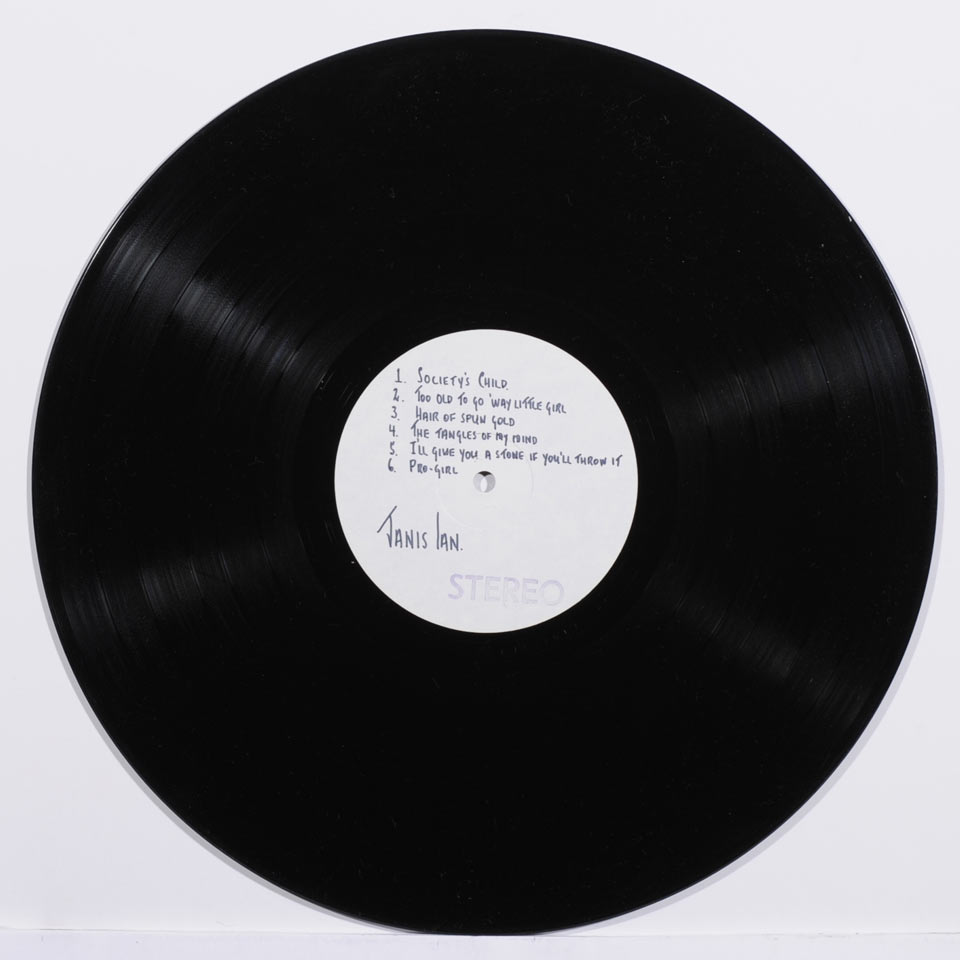 1. SOCIETY'S CHILD.
2. TOO OLD TO GO 'WAY LITTLE GIRL
3. HAIR OF SPUN GOLD
4. THE TANGLES OF MY MIND
5. I'LL GIVE YOU A STONE IF YOU'LL THROW IT
6. PRO-GIRL
JANIS IAN.
STEREO